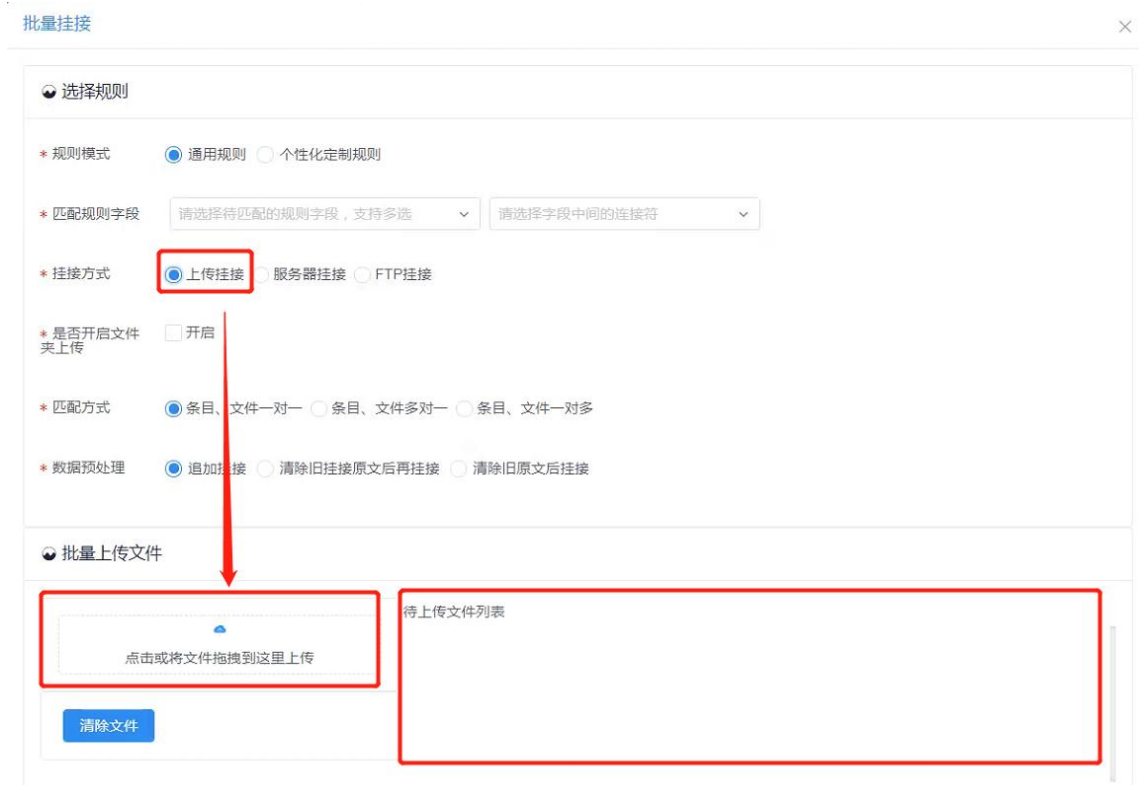 批量挂接
选择规则
* 规则模式 通用规则 个性化定制规则
* 匹配规则字段 请选择待匹配的规则字段，支持多选 请选择字段中间的连接符
* 挂接方式 上传挂接 服务器挂接 FTP挂接
* 是否开启文件 开启
夹上传
* 匹配方式 条目、文件一对一 条目、文件多对一 条目、文件一对多
* 数据预处理 追加挂接 清除旧挂接原文后再挂接 清除旧原文后挂接
批量上传文件
待上传文件列表
点击或将文件拖拽到这里上传
清除文件